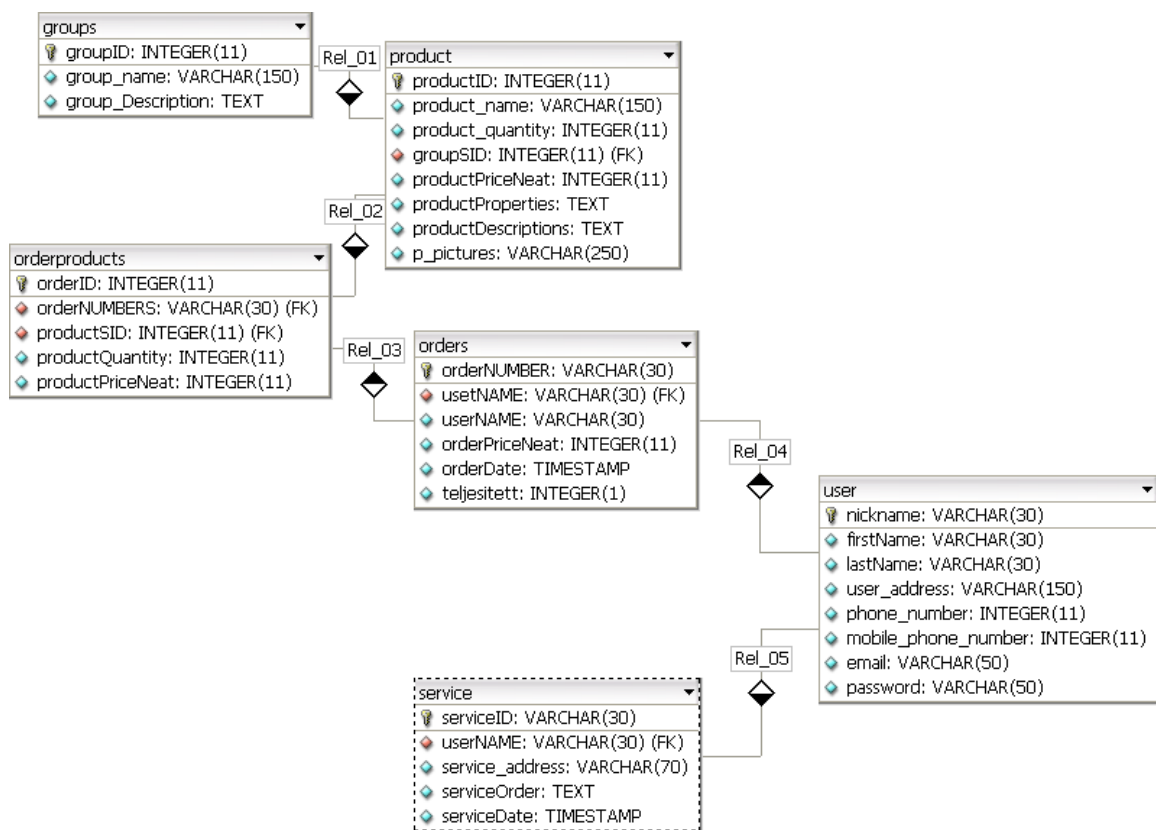 groups
groupID: INTEGER(11)
group_name: VARCHAR(150)
group_Description: TEXT
Rel_01
product
productID: INTEGER(11)
product_name: VARCHAR(150)
product_quantity: INTEGER(11)
groupSID: INTEGER(11) (FK)
productPriceNeat: INTEGER(11)
productProperties: TEXT
productDescriptions: TEXT
p_pictures: VARCHAR(250)
Rel_02
orderproducts
orderID: INTEGER(11)
orderNUMBERS: VARCHAR(30) (FK)
productSID: INTEGER(11) (FK)
productQuantity: INTEGER(11)
productPriceNeat: INTEGER(11)
Rel_03
orders
orderNUMBER: VARCHAR(30)
usetNAME: VARCHAR(30) (FK)
userNAME: VARCHAR(30)
orderPriceNeat: INTEGER(11)
orderDate: TIMESTAMP
teljesitett: INTEGER(1)
Rel_04
user
nickname: VARCHAR(30)
firstName: VARCHAR(30)
lastName: VARCHAR(30)
user_address: VARCHAR(150)
phone_number: INTEGER(11)
mobile_phone_number: INTEGER(11)
email: VARCHAR(50)
password: VARCHAR(50)
Rel_05
service
serviceID: VARCHAR(30)
userNAME: VARCHAR(30) (FK)
service_address: VARCHAR(70)
serviceOrder: TEXT
serviceDate: TIMESTAMP